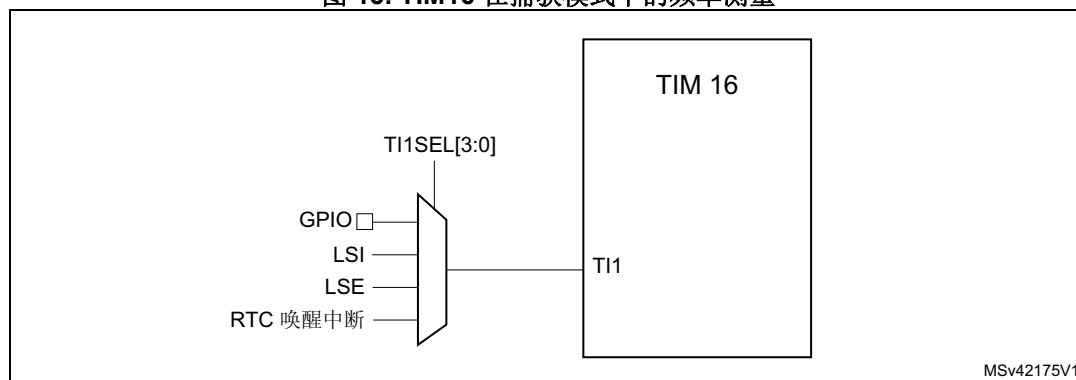 TIM 16
TI1SEL[3:0]
GPIO
LSI
TI1
LSE
RTC 唤醒中断
MSv42175V1